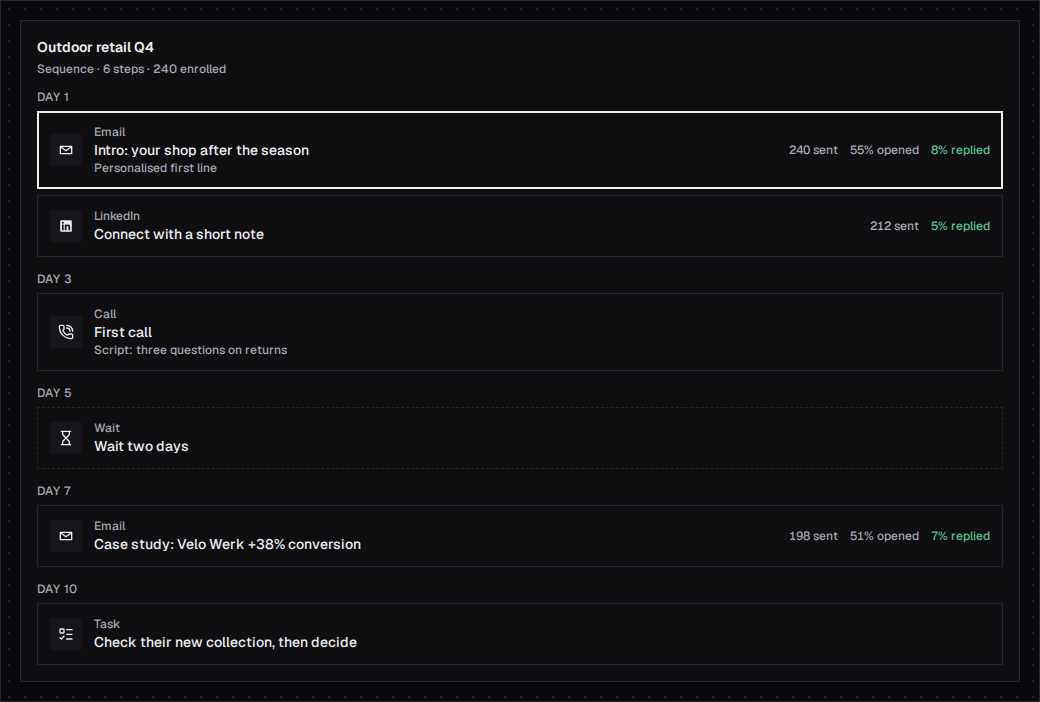 Outdoor retail Q4
Sequence · 6 steps · 240 enrolled
DAY 1
Email
Intro: your shop after the season
Personalised first line
240 sent 55% opened 8% replied
LinkedIn
Connect with a short note
212 sent 5% replied
DAY 3
Call
First call
Script: three questions on returns
DAY 5
Wait
Wait two days
DAY 7
Email
Case study: Velo Werk +38% conversion
198 sent 51% opened 7% replied
DAY 10
Task
Check their new collection, then decide